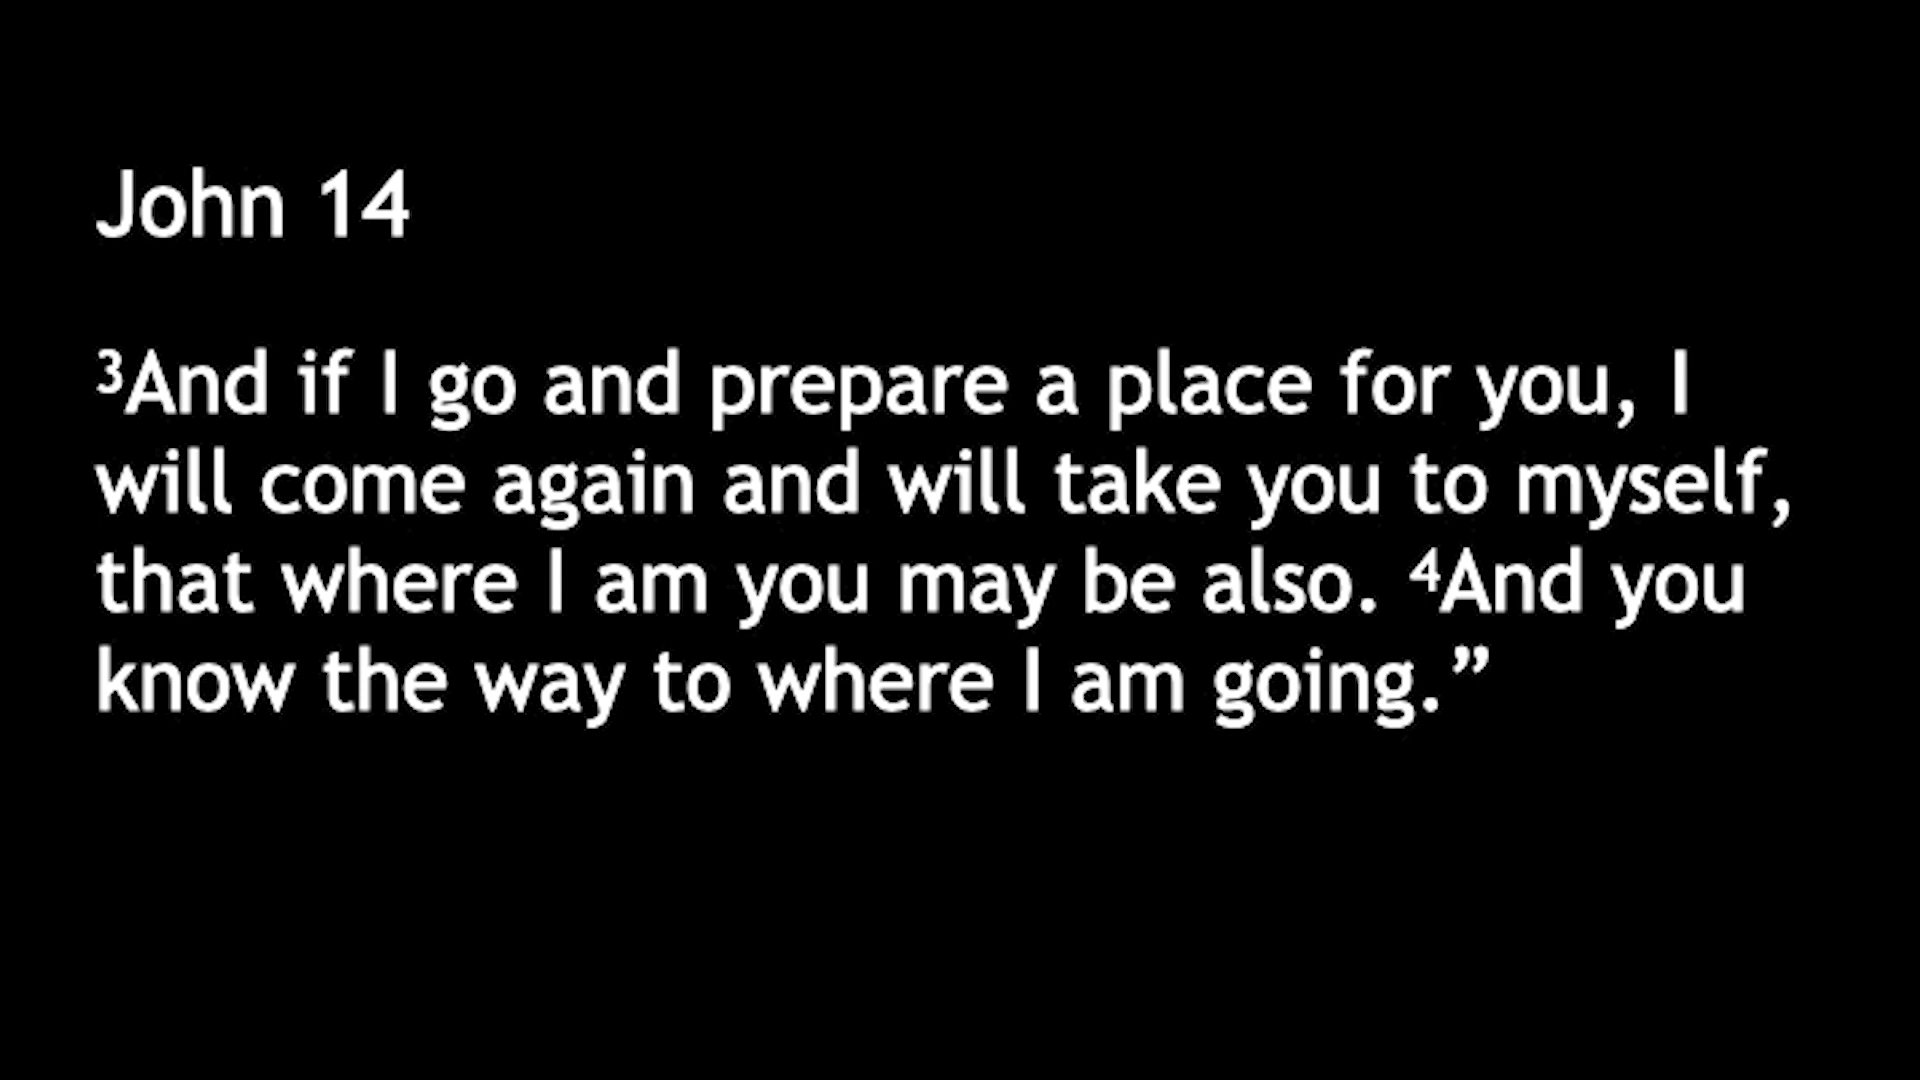 John 14
³And if I go and prepare a place for you, I
will come again and will take you to myself,
that where I am you may be also. ⁴And you
know the way to where I am going.”